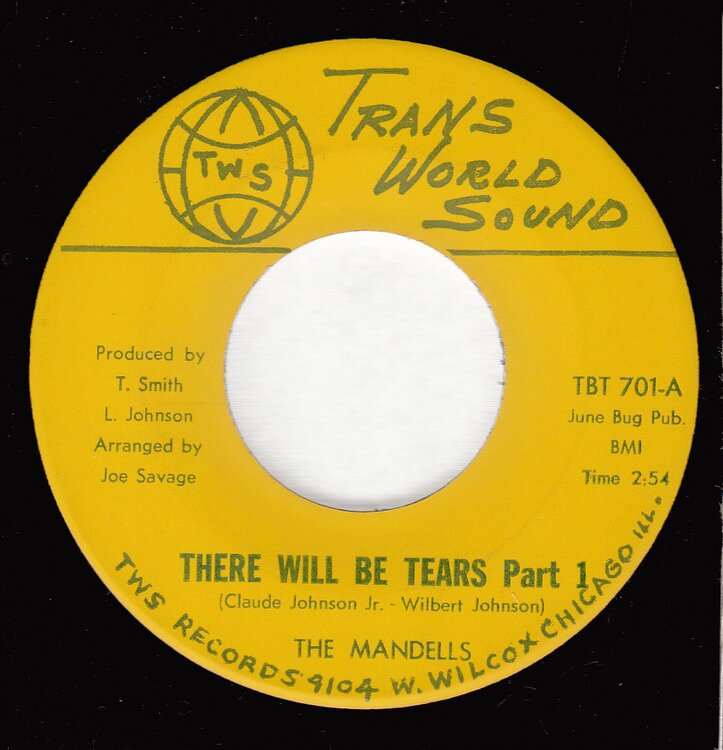 TWS
TRANS
WORLD
SOUND
Produced by
T. Smith
L. Johnson
Arranged by
Joe Savage
TBT 701-A
June Bug Pub.
BMI
Time 2:54
THERE WILL BE TEARS Part 1
(Claude Johnson Jr. - Wilbert Johnson)
THE MANDELLS
TWS RECORDS 4104 W. WILCOX CHICAGO ILL.